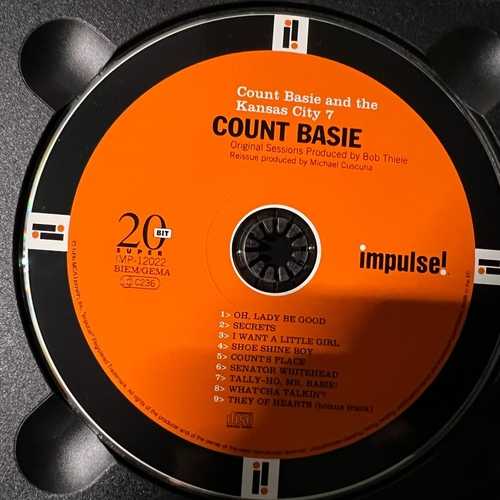 Count Basie and the
Kansas City 7
COUNT BASIE
Original Sessions Produced by Bob Thiele
Reissue produced by Michael Cuscuna
20 BIT
SUPER
IMP-12022
BIEM/GEMA
LC 0236
impulse!
1> OH, LADY BE GOOD
2> SECRETS
3> I WANT A LITTLE GIRL
4> SHOE SHINE BOY
5> COUNT'S PLACE
6> SENATOR WHITEHEAD
7> TALLY-HO, MR. BASIE!
8> WHAT'CHA TALKIN'?
9> TREY OF HEARTS (bonus track)